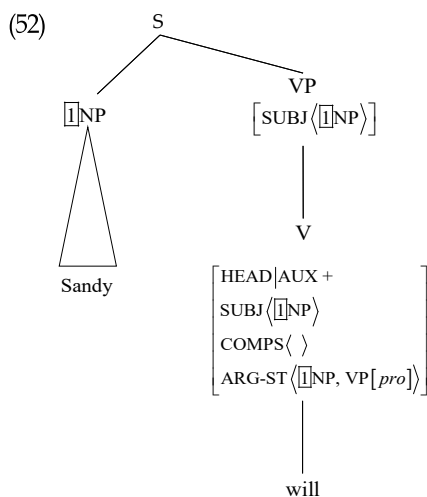 (52)
S
1NP
VP
[SUBJ⟨1NP⟩]
Sandy
V
HEAD|AUX +
SUBJ⟨1NP⟩
COMPS⟨ ⟩
ARG-ST⟨1NP, VP[pro]⟩
will